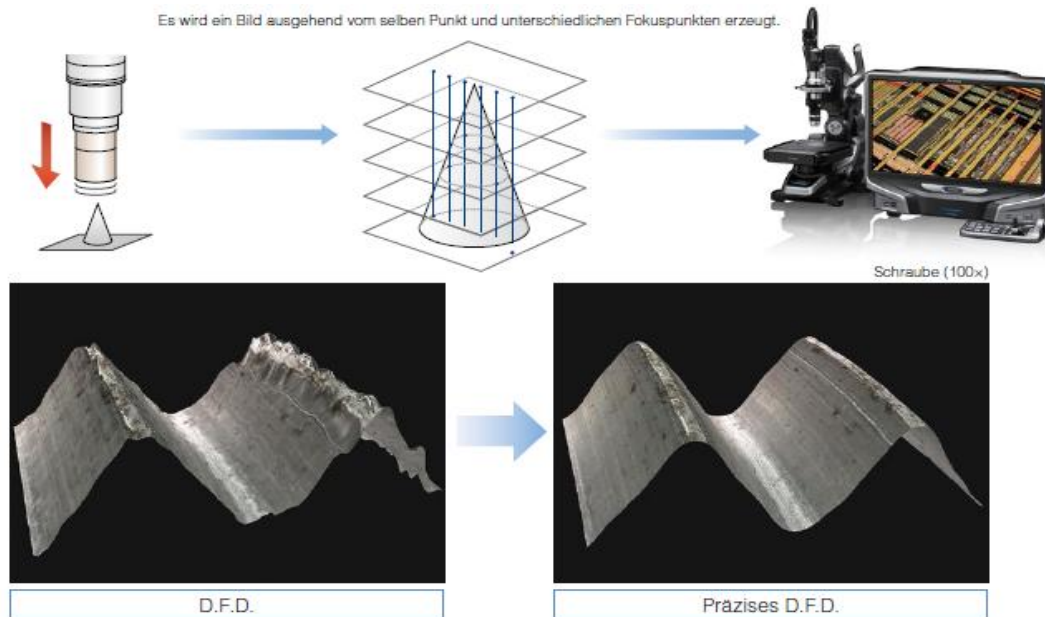 Es wird ein Bild ausgehend vom selben Punkt und unterschiedlichen Fokuspunkten erzeugt.
Schraube (100×)
D.F.D.
Präzises D.F.D.